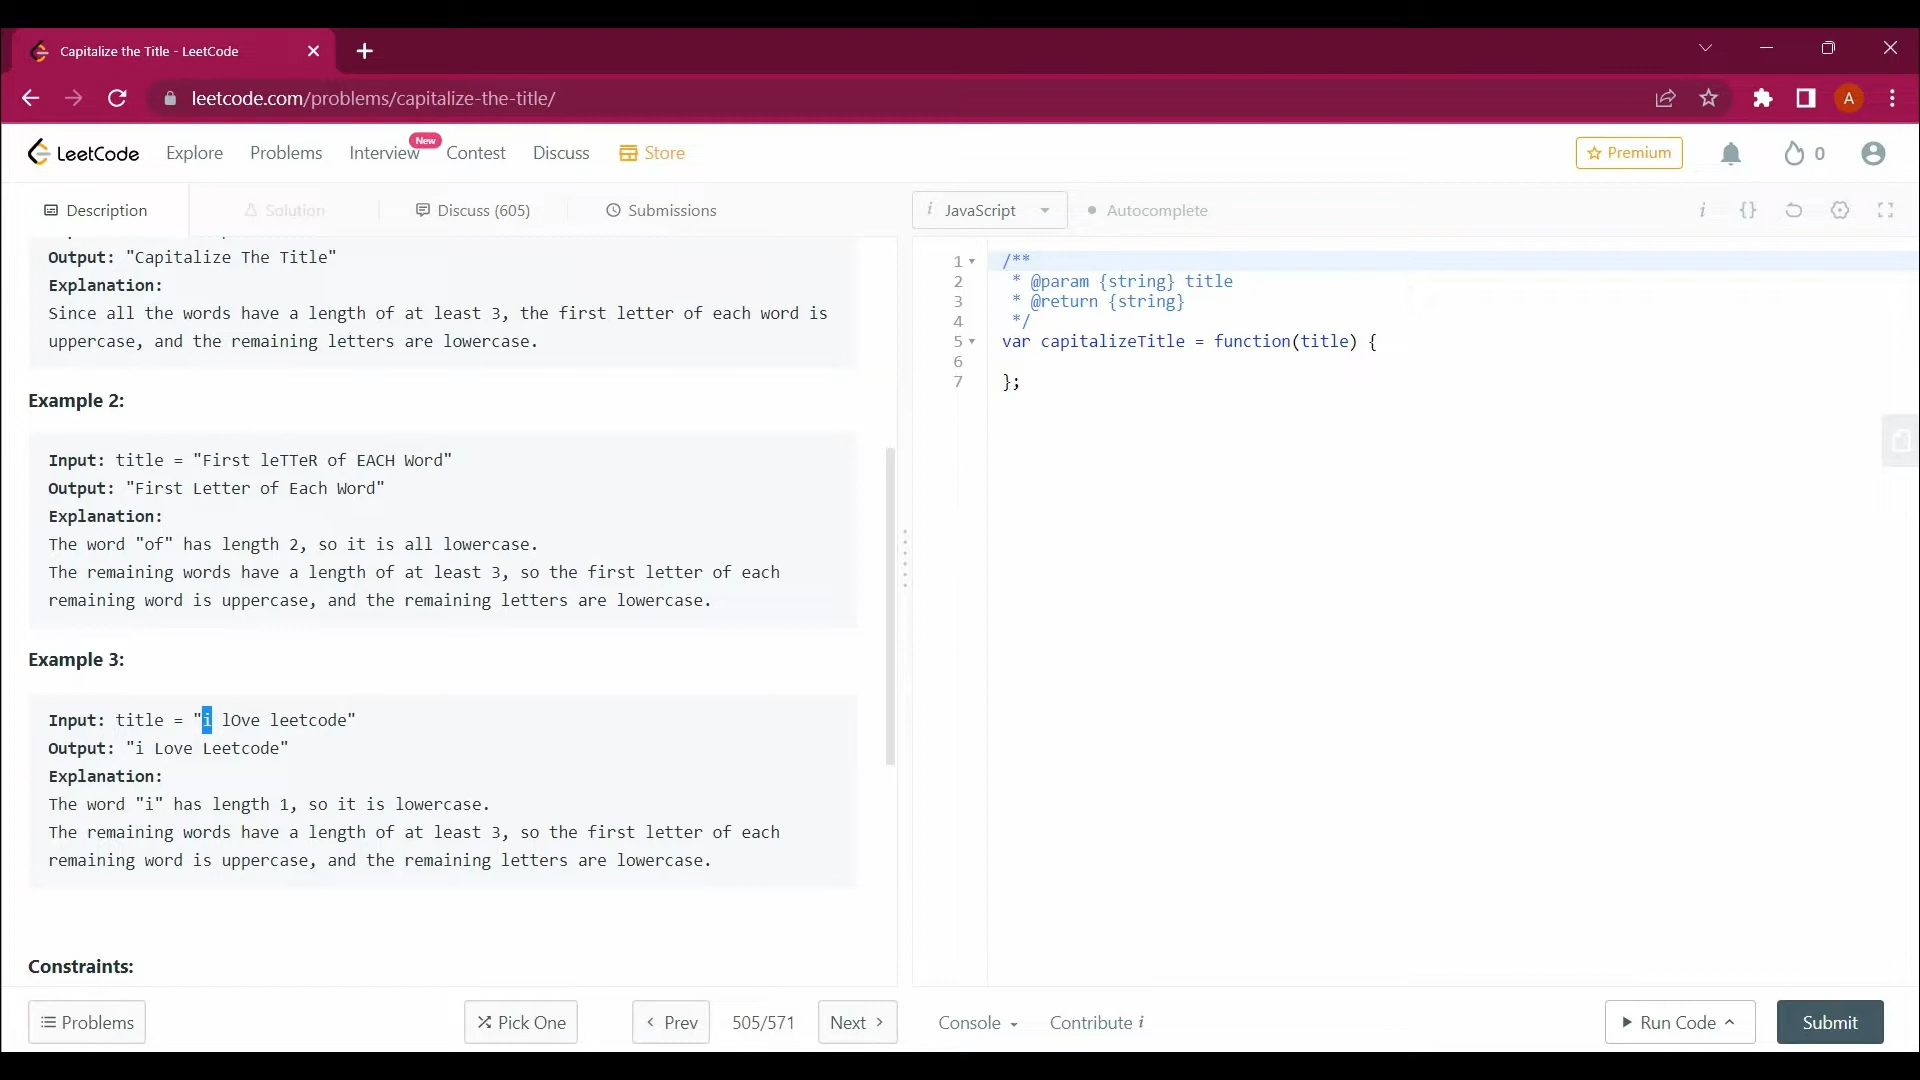 Capitalize the Title - LeetCode
leetcode.com/problems/capitalize-the-title/
A
LeetCode Explore Problems Interview New Contest Discuss Store Premium 0
Description Solution Discuss (605) Submissions
i JavaScript Autocomplete i {}
Output: "Capitalize The Title"
Explanation:
Since all the words have a length of at least 3, the first letter of each word is
uppercase, and the remaining letters are lowercase.
Example 2:
Input: title = "First leTTeR of EACH Word"
Output: "First Letter of Each Word"
Explanation:
The word "of" has length 2, so it is all lowercase.
The remaining words have a length of at least 3, so the first letter of each
remaining word is uppercase, and the remaining letters are lowercase.
Example 3:
Input: title = "i lOve leetcode"
Output: "i Love Leetcode"
Explanation:
The word "i" has length 1, so it is lowercase.
The remaining words have a length of at least 3, so the first letter of each
remaining word is uppercase, and the remaining letters are lowercase.
Constraints:
1 /**
2 * @param {string} title
3 * @return {string}
4 */
5 var capitalizeTitle = function(title) {
6
7 };
Problems Pick One Prev 505/571 Next Console Contribute i Run Code Submit